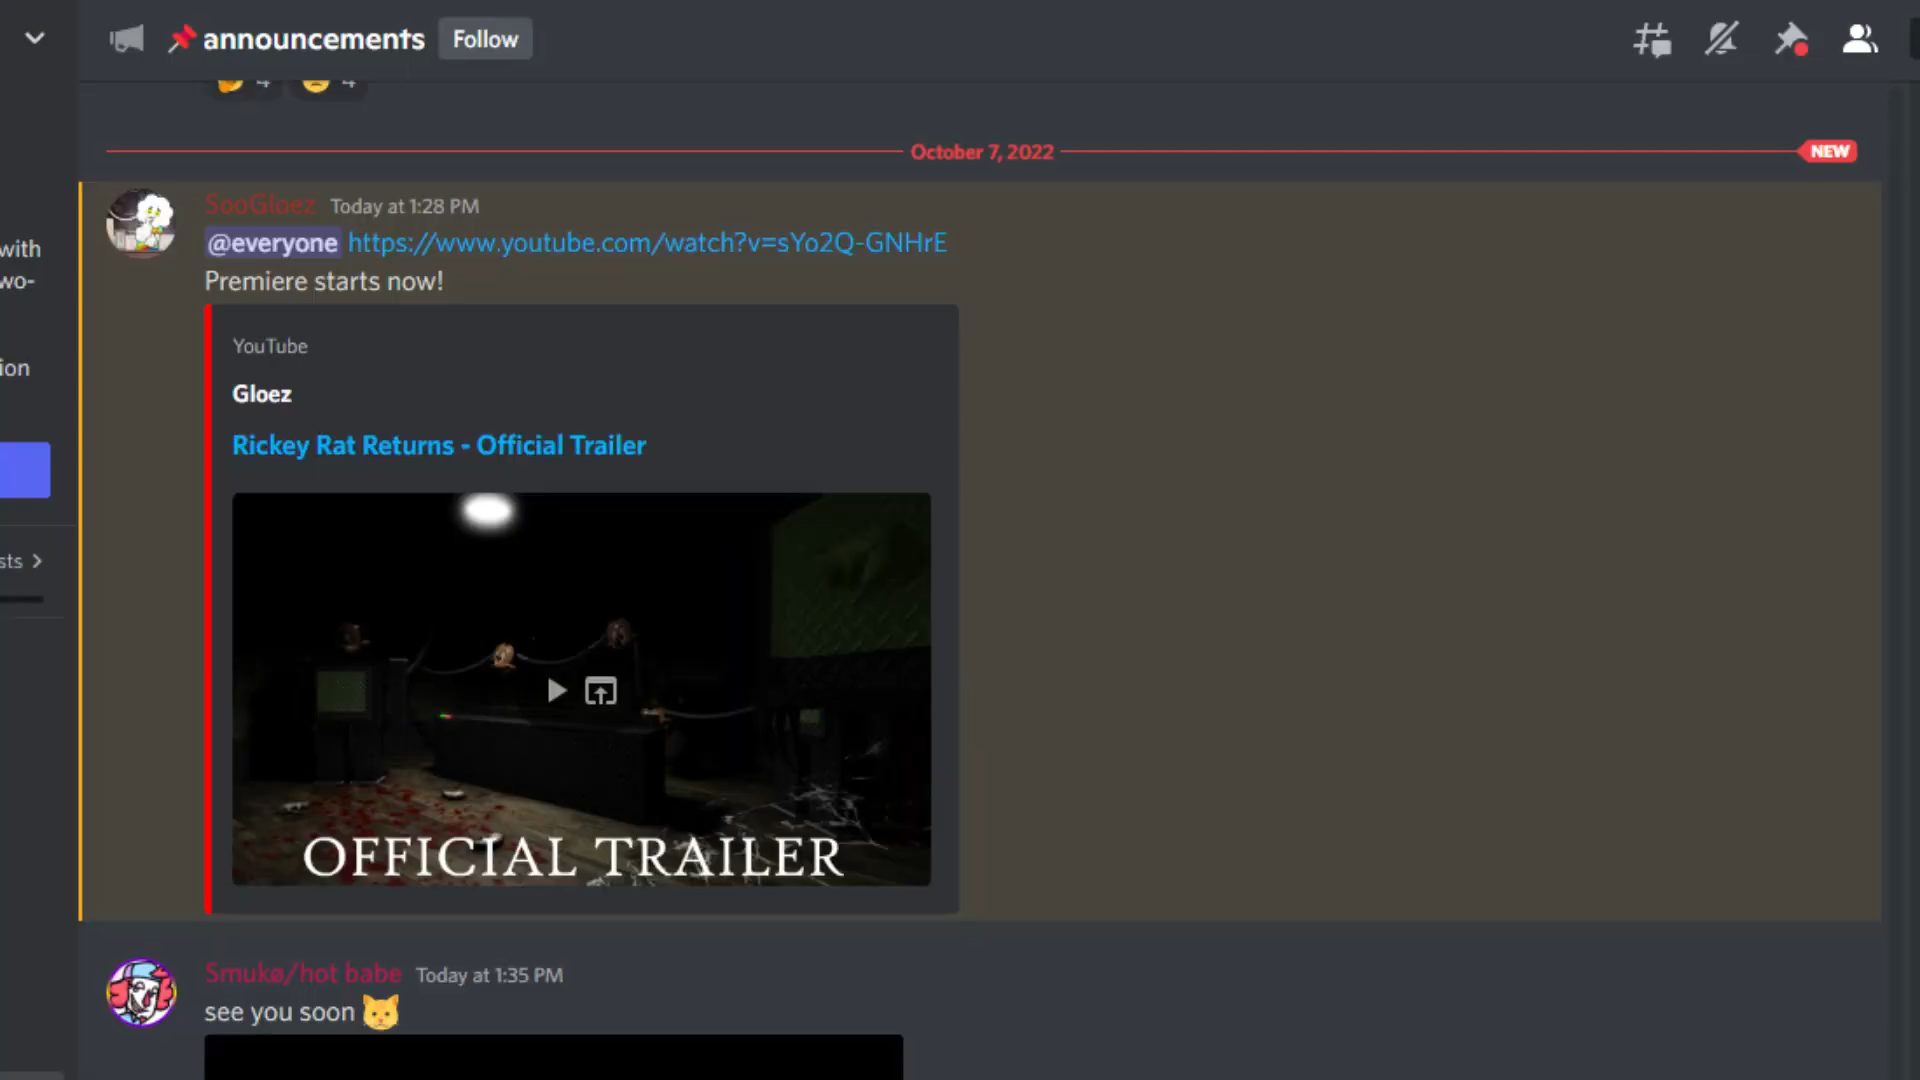 announcements Follow
4 4
October 7, 2022 NEW
SooGloez Today at 1:28 PM
@everyone https://www.youtube.com/watch?v=sYo2Q-GNHrE
Premiere starts now!
YouTube
Gloez
Rickey Rat Returns - Official Trailer
OFFICIAL TRAILER
Smukø/hot babe Today at 1:35 PM
see you soon
with
wo-
ion
sts